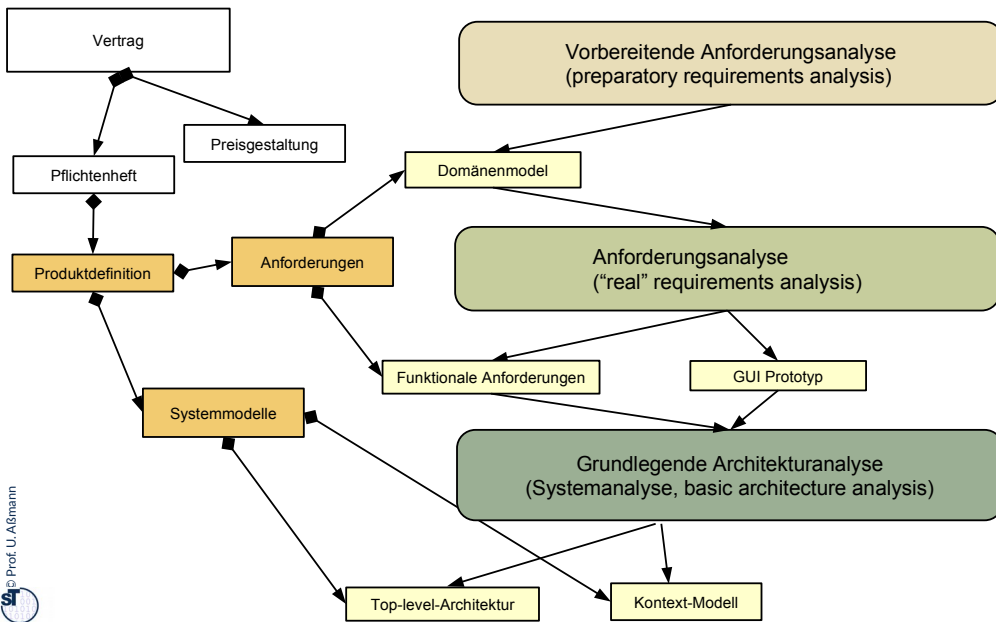 Vertrag
Vorbereitende Anforderungsanalyse
(preparatory requirements analysis)
Preisgestaltung
Pflichtenheft
Domänenmodel
Produktdefinition
Anforderungen
Anforderungsanalyse
(“real” requirements analysis)
Funktionale Anforderungen
GUI Prototyp
Systemmodelle
Grundlegende Architekturanalyse
(Systemanalyse, basic architecture analysis)
Top-level-Architektur
Kontext-Modell
© Prof. U. Aßmann
ST